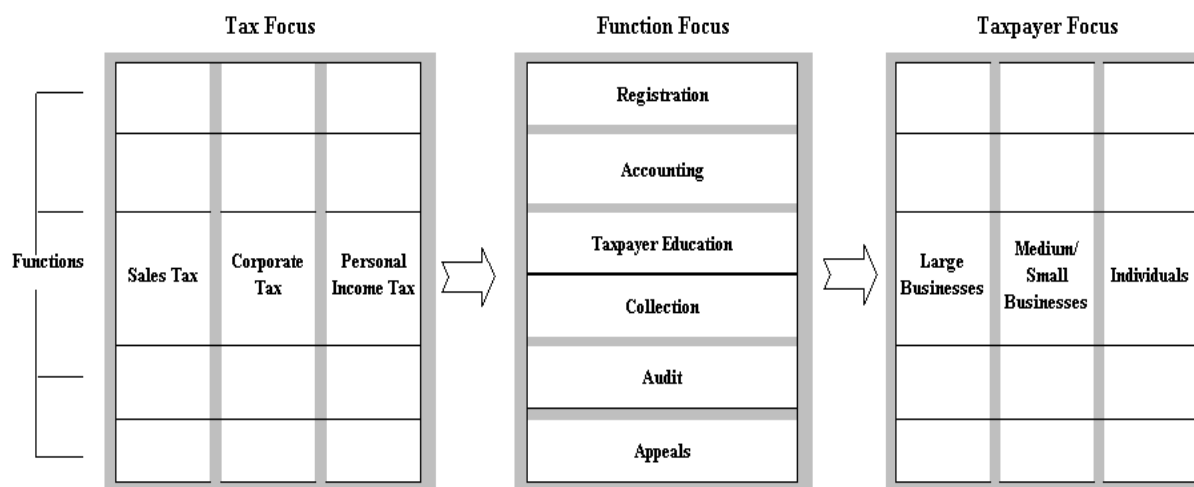 Tax Focus
Function Focus
Taxpayer Focus
Functions
Sales Tax
Corporate
Tax
Personal
Income Tax
Registration
Accounting
Taxpayer Education
Collection
Audit
Appeals
Large
Businesses
Medium/
Small
Businesses
Individuals